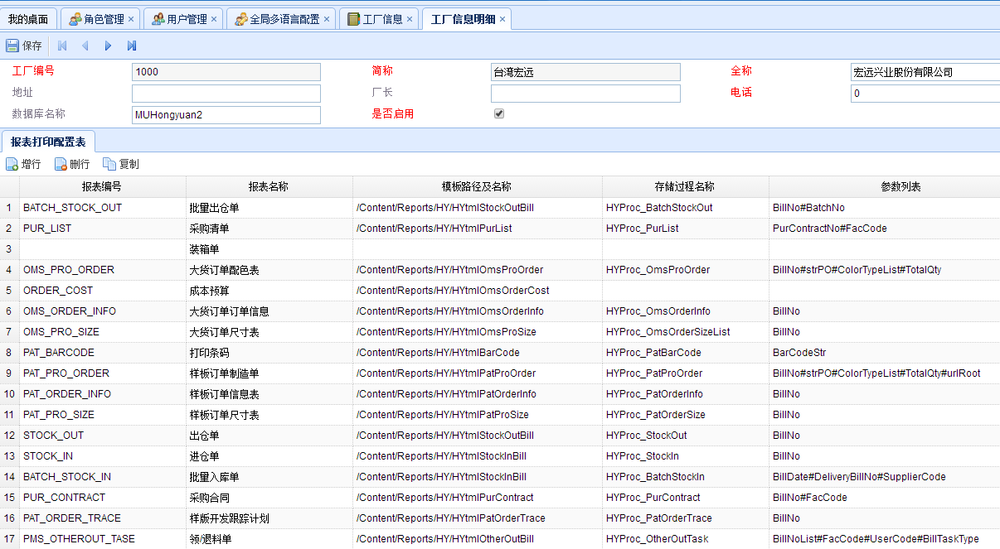 我的桌面 角色管理 × 用户管理 × 全局多语言配置 × 工厂信息 × 工厂信息明细 ×
保存
工厂编号 1000 简称 台湾宏远 全称 宏远兴业股份有限公司
地址 厂长 电话 0
数据库名称 MUHongyuan2 是否启用
报表打印配置表
增行 删行 复制
报表编号 报表名称 模板路径及名称 存储过程名称 参数列表
1 BATCH_STOCK_OUT 批量出仓单 /Content/Reports/HY/HYtmlStockOutBill HYProc_BatchStockOut BillNo#BatchNo
2 PUR_LIST 采购清单 /Content/Reports/HY/HYtmlPurList HYProc_PurList PurContractNo#FacCode
3 装箱单
4 OMS_PRO_ORDER 大货订单配色表 /Content/Reports/HY/HYtmlOmsProOrder HYProc_OmsProOrder BillNo#strPO#ColorTypeList#TotalQty
5 ORDER_COST 成本预算 /Content/Reports/HY/HYtmlOmsOrderCost
6 OMS_ORDER_INFO 大货订单订单信息 /Content/Reports/HY/HYtmlOmsOrderInfo HYProc_OmsOrderInfo BillNo
7 OMS_PRO_SIZE 大货订单尺寸表 /Content/Reports/HY/HYtmlOmsProSize HYProc_OmsOrderSizeList BillNo
8 PAT_BARCODE 打印条码 /Content/Reports/HY/HYtmlBarCode HYProc_PatBarCode BarCodeStr
9 PAT_PRO_ORDER 样板订单制造单 /Content/Reports/HY/HYtmlPatProOrder HYProc_PatProOrder BillNo#strPO#ColorTypeList#TotalQty#urlRoot
10 PAT_ORDER_INFO 样板订单信息表 /Content/Reports/HY/HYtmlPatOrderInfo HYProc_PatOrderInfo BillNo
11 PAT_PRO_SIZE 样板订单尺寸表 /Content/Reports/HY/HYtmlPatProSize HYProc_PatOrderSize BillNo
12 STOCK_OUT 出仓单 /Content/Reports/HY/HYtmlStockOutBill HYProc_StockOut BillNo
13 STOCK_IN 进仓单 /Content/Reports/HY/HYtmlStockInBill HYProc_StockIn BillNo
14 BATCH_STOCK_IN 批量入库单 /Content/Reports/HY/HYtmlStockInBill HYProc_BatchStockIn BillDate#DeliveryBillNo#SupplierCode
15 PUR_CONTRACT 采购合同 /Content/Reports/HY/HYtmlPurContract HYProc_PurContract BillNo#FacCode
16 PAT_ORDER_TRACE 样版开发跟踪计划 /Content/Reports/HY/HYtmlPatOrderTrace HYProc_PatOrderTrace BillNo
17 PMS_OTHEROUT_TASE 领/退料单 /Content/Reports/HY/HYtmlOtherOutBill HYProc_OtherOutTask BillNoList#FacCode#UserCode#BillTaskType